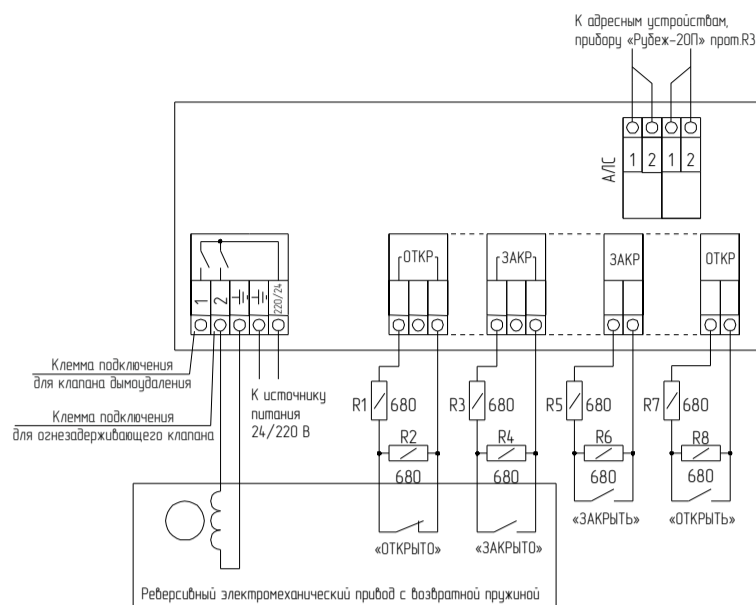 К адресным устройствам,
прибору «Рубеж-20П» прот.R3
АЛС
1 2 1 2
ОТКР ЗАКР ЗАКР ОТКР
1 2 220/24
Клемма подключения
для клапана дымоудаления
Клемма подключения
для огнезадерживающего клапана
К источнику
питания
24/220 В
R1 680 R3 680 R5 680 R7 680
R2 R4 R6 R8
680 680 680 680
«ЗАКРЫТЬ» «ОТКРЫТЬ»
«ОТКРЫТО» «ЗАКРЫТО»
Реверсивный электромеханический привод с возвратной пружиной